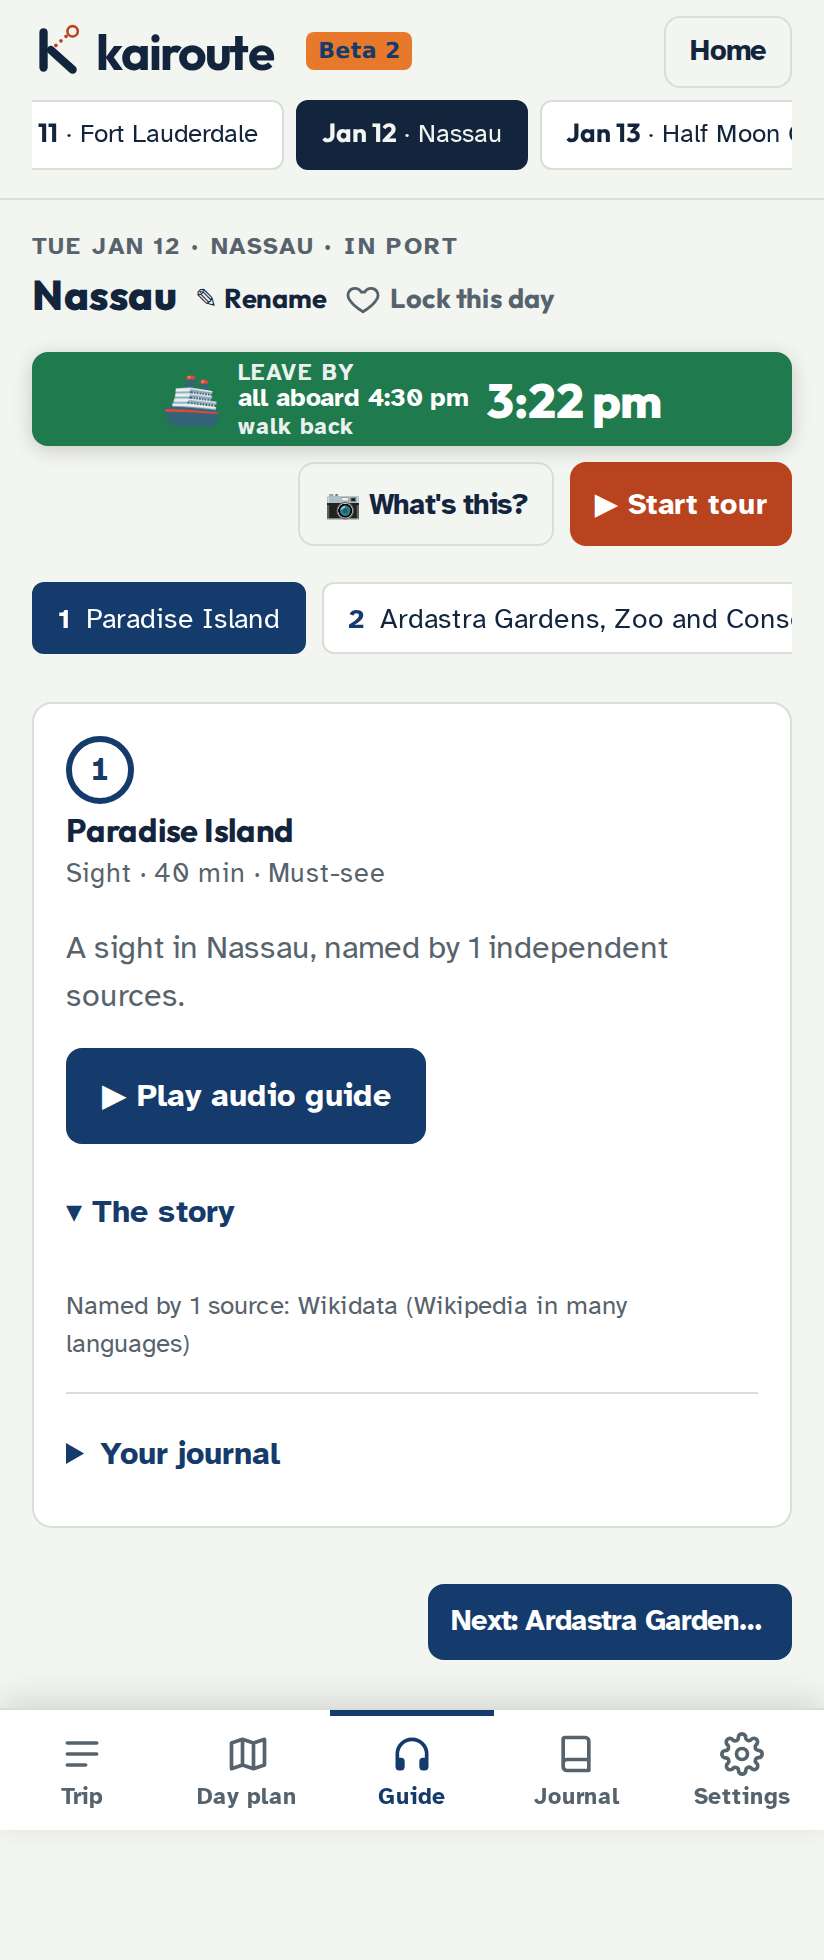 kairoute
Beta 2
Home
11 · Fort Lauderdale
Jan 12 · Nassau
Jan 13 · Half Moon
TUE JAN 12 · NASSAU · IN PORT
Nassau
✎ Rename
Lock this day
LEAVE BY
all aboard 4:30 pm
walk back
3:22 pm
What's this?
▶ Start tour
1 Paradise Island
2 Ardastra Gardens, Zoo and
1
Paradise Island
Sight · 40 min · Must-see
A sight in Nassau, named by 1 independent
sources.
▶ Play audio guide
▾ The story
Named by 1 source: Wikidata (Wikipedia in many
languages)
▶ Your journal
Next: Ardastra Garden...
Trip
Day plan
Guide
Journal
Settings